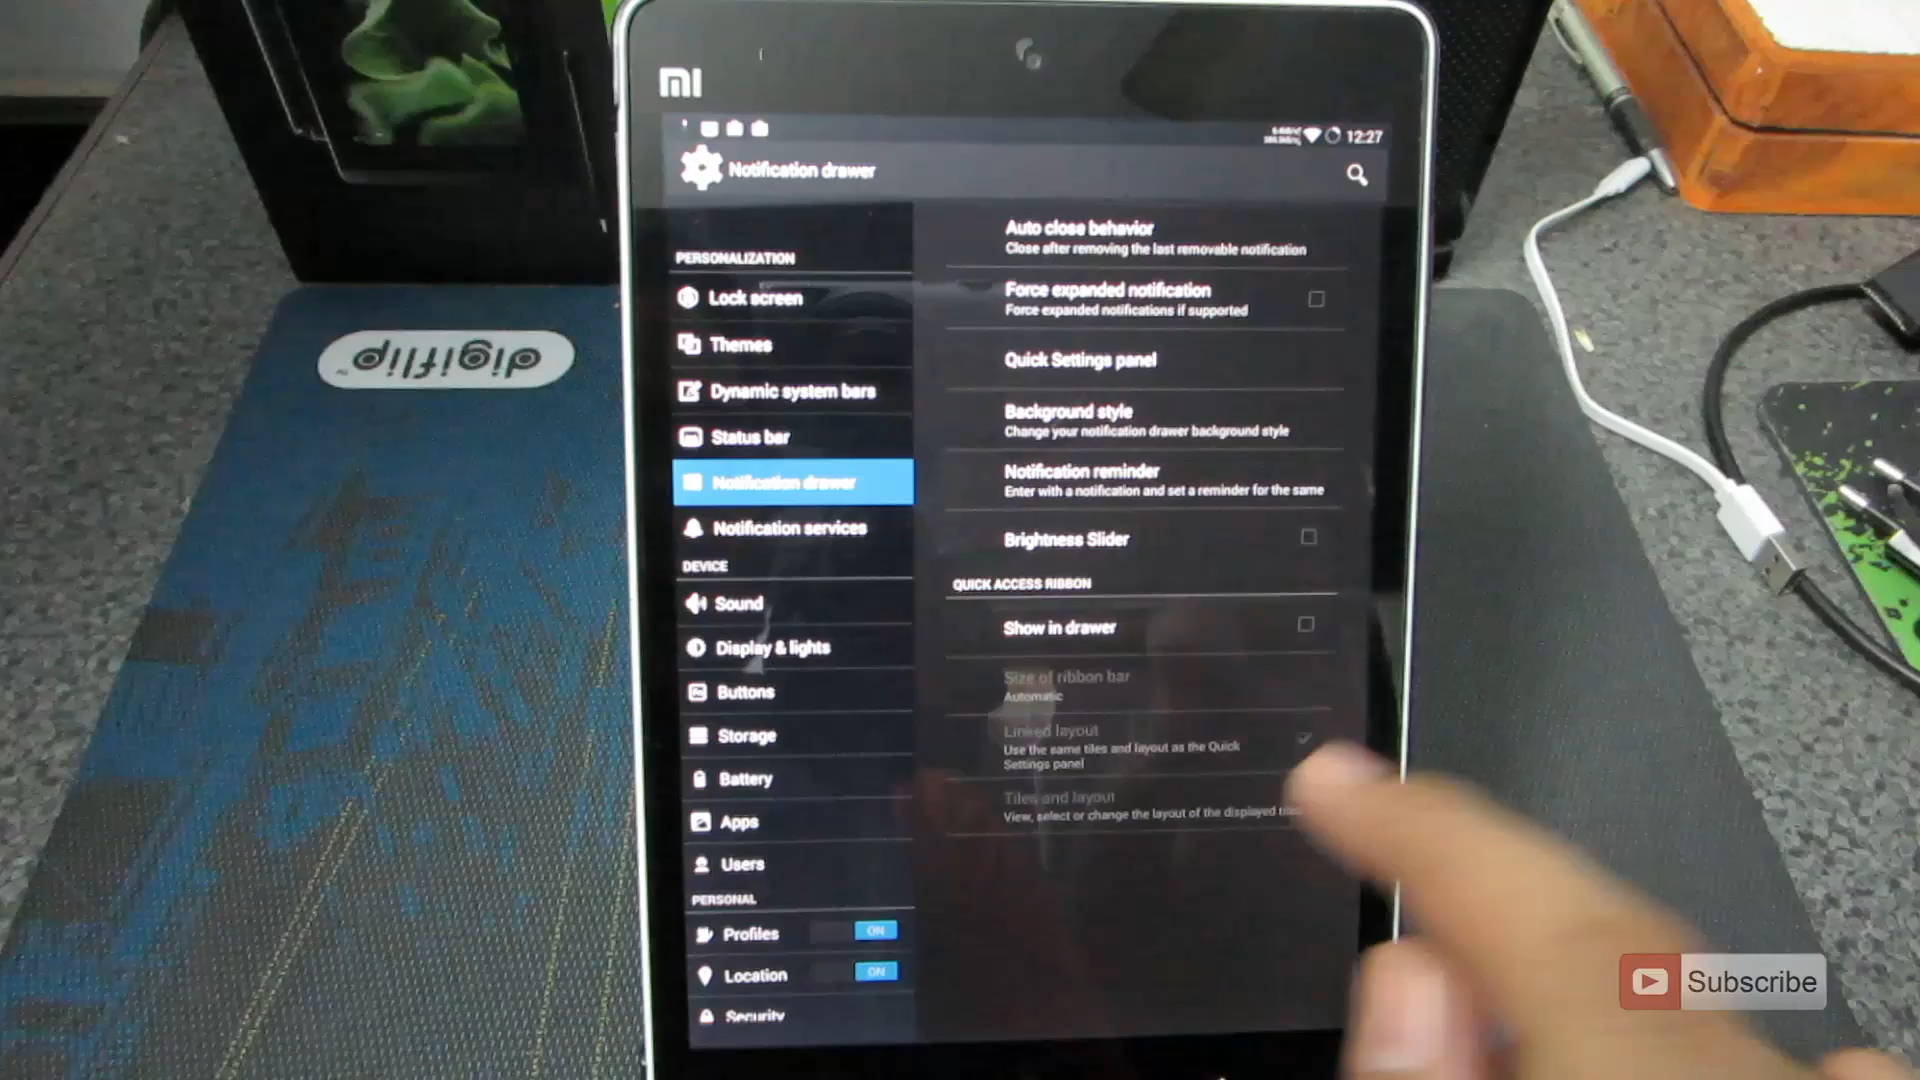 mi
12:27
Notification drawer
PERSONALIZATION
Lock screen
Themes
Dynamic system bars
Status bar
Notification drawer
Notification services
DEVICE
Sound
Display & lights
Buttons
Storage
Battery
Apps
Users
PERSONAL
Profiles ON
Location ON
Security
Auto close behavior
Close after removing the last removable notification
Force expanded notification
Force expanded notifications if supported
Quick Settings panel
Background style
Change your notification drawer background style
Notification reminder
Enter with a notification and set a reminder for the same
Brightness Slider
QUICK ACCESS RIBBON
Show in drawer
Size of ribbon bar
Automatic
Linked layout
Use the same tiles and layout as the Quick
Settings panel
Tiles and layout
View, select or change the layout of the displayed
digiflip™
Subscribe